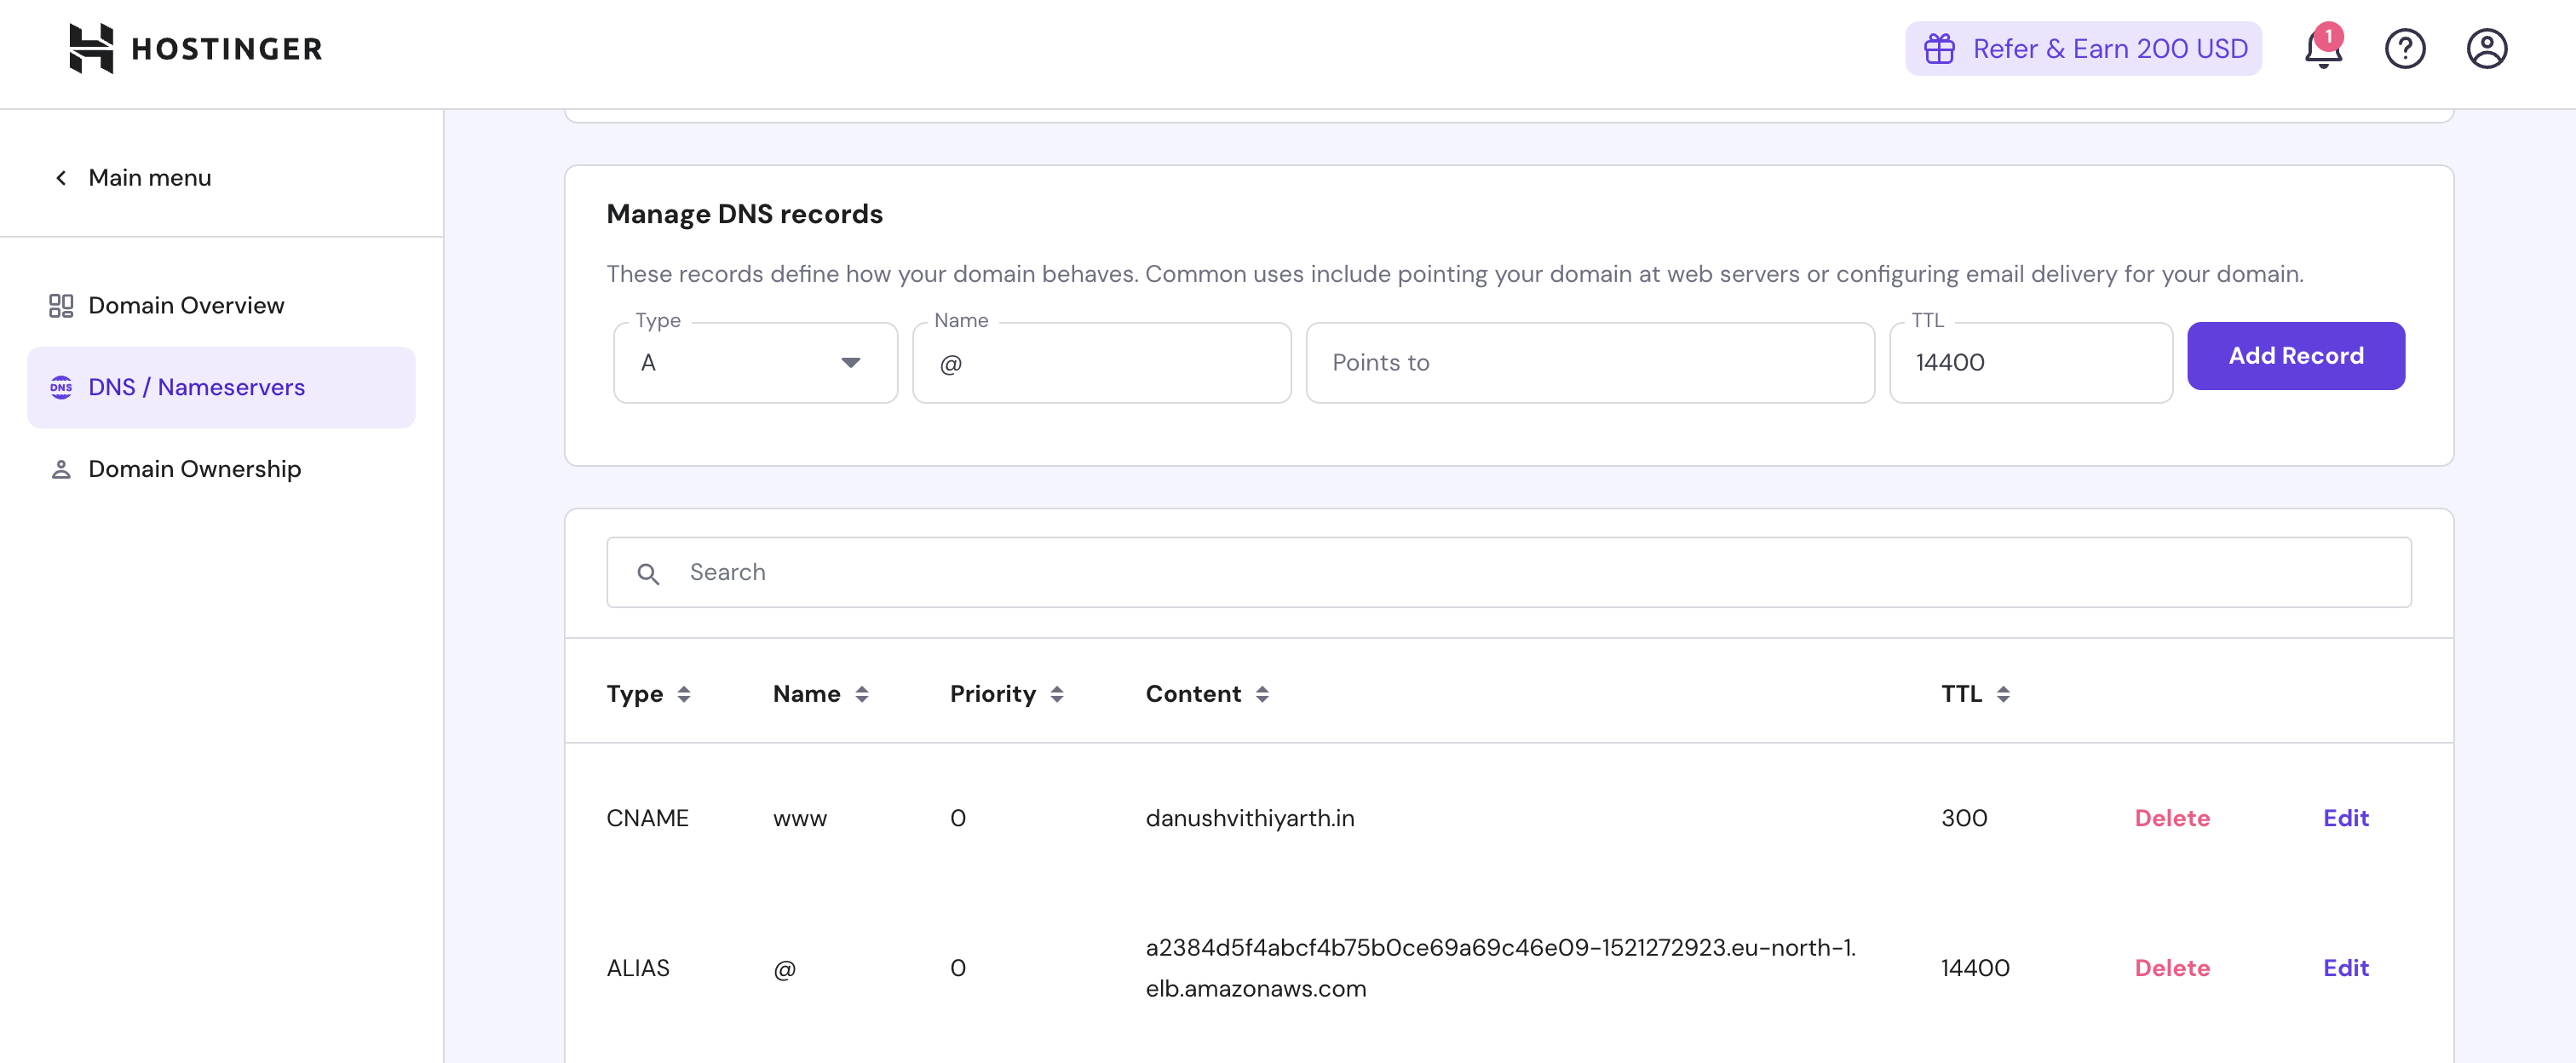 HOSTINGER
Refer & Earn 200 USD
1
Main menu
Domain Overview
DNS
DNS / Nameservers
Domain Ownership
Manage DNS records
These records define how your domain behaves. Common uses include pointing your domain at web servers or configuring email delivery for your domain.
Type
A
Name
@
Points to
TTL
14400
Add Record
Search
Type Name Priority Content TTL
CNAME www 0 danushvithiyarth.in 300 Delete Edit
ALIAS @ 0 a2384d5f4abcf4b75b0ce69a69c46e09-1521272923.eu-north-1.
elb.amazonaws.com 14400 Delete Edit